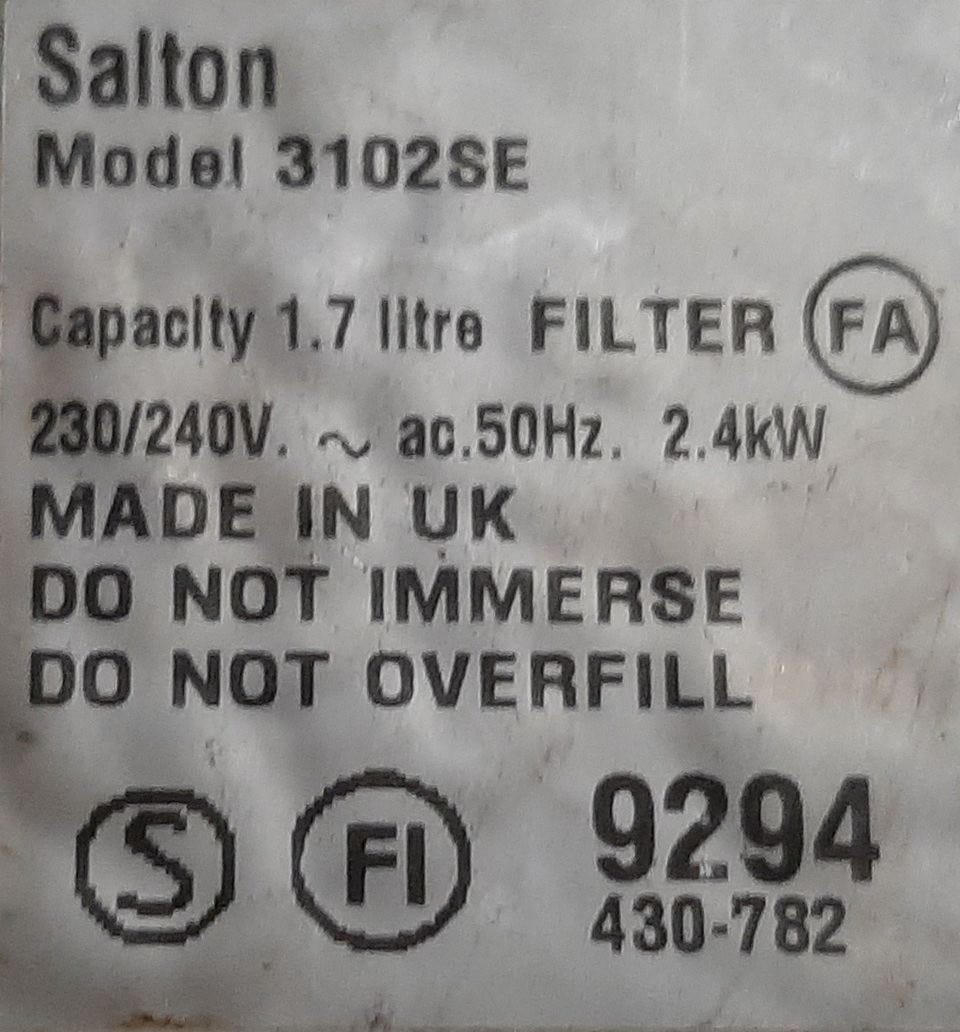 Salton
Model 3102SE
Capacity 1.7 litre FILTER FA
230/240V. ~ ac.50Hz. 2.4kW
MADE IN UK
DO NOT IMMERSE
DO NOT OVERFILL
S FI 9294
430-782